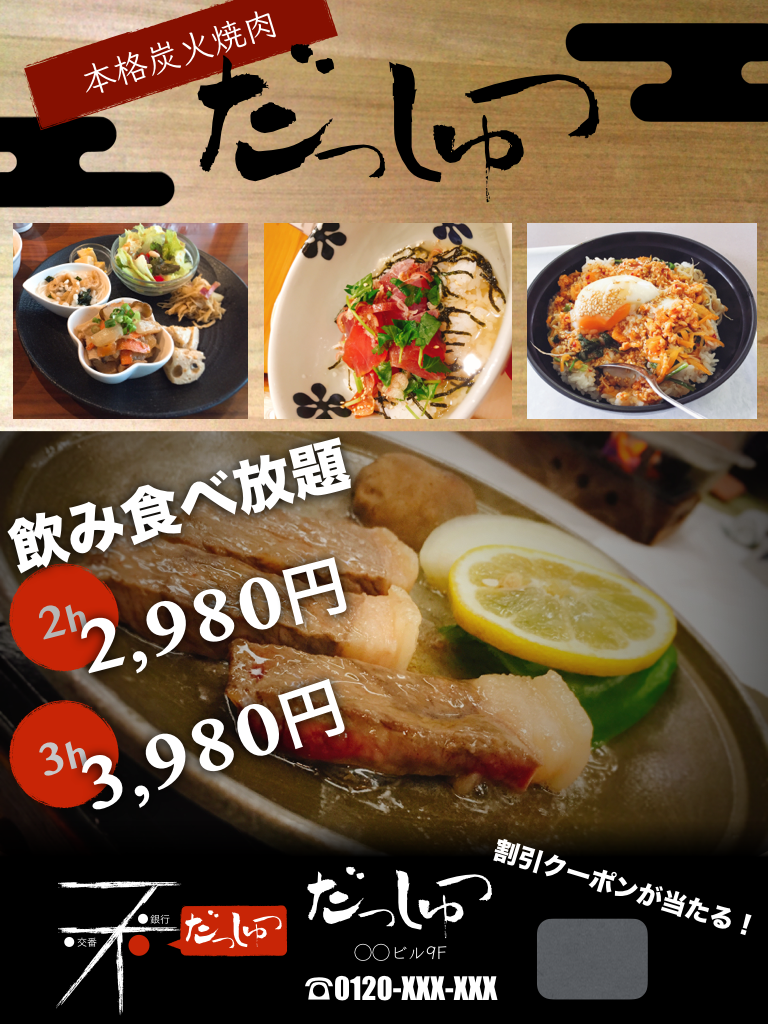 本格炭火焼肉
だっしゅつ
飲み食べ放題
2h
2,980円
3h
3,980円
割引クーポンが当たる！
銀行
交番
だっしゅつ
だっしゅつ
◯◯ビル9F
☎0120-XXX-XXX